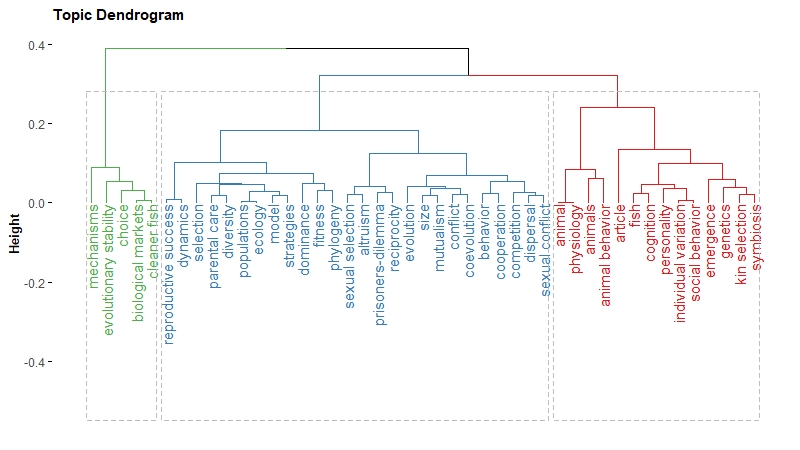 Topic Dendrogram
0.4
0.2
0.0
-0.2
-0.4
Height
mechanisms
evolutionary stability
choice
biological markets
cleaner fish
reproductive success
dynamics
selection
parental care
diversity
populations
ecology
model
strategies
dominance
fitness
phylogeny
sexual selection
altruism
prisoners-dilemma
reciprocity
evolution
size
mutualism
conflict
coevolution
behavior
cooperation
competition
dispersal
sexual conflict
animal
physiology
animals
animal behavior
article
fish
cognition
personality
individual variation
social behavior
emergence
genetics
kin selection
symbiosis